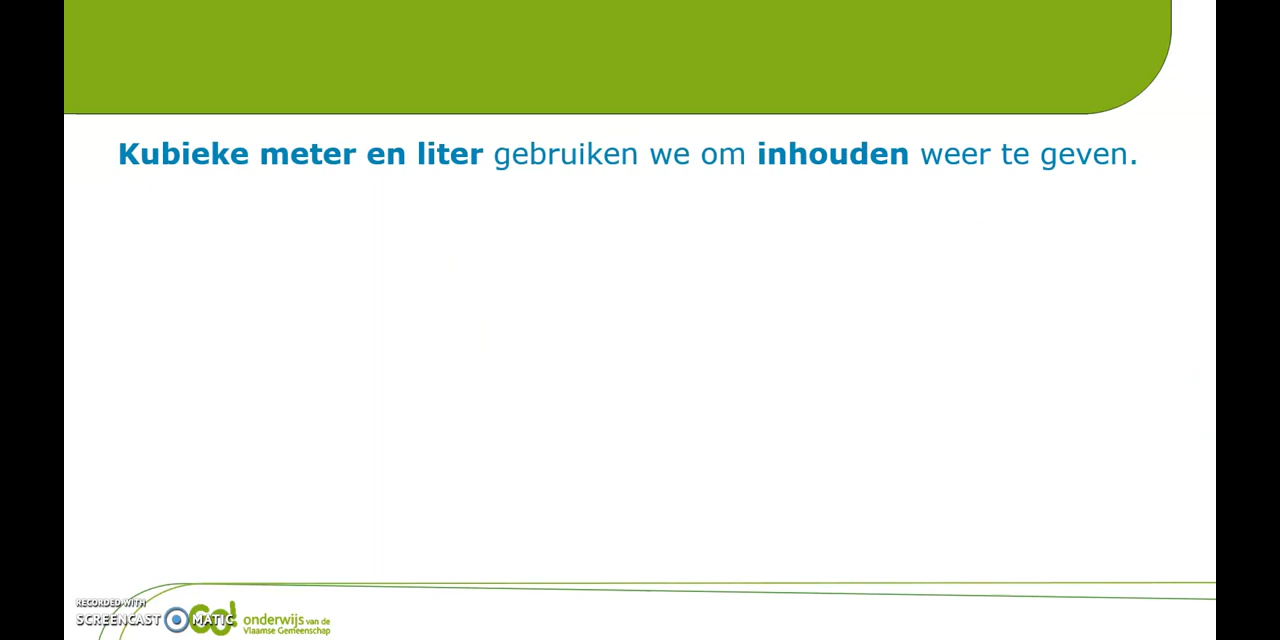 Kubieke meter en liter gebruiken we om inhouden weer te geven.
RECORDED WITH
SCREENCAST MATIC
GO! onderwijs van de
Vlaamse Gemeenschap